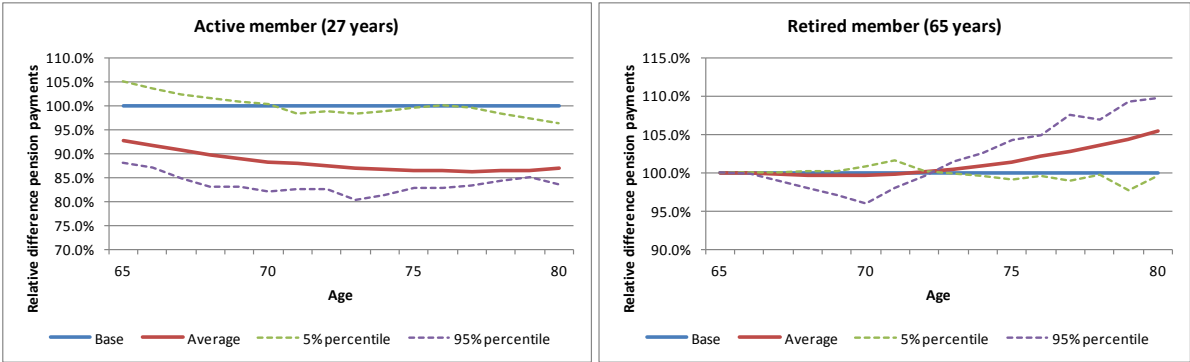 Active member (27 years)
Relative difference pension payments
110.0%
105.0%
100.0%
95.0%
90.0%
85.0%
80.0%
75.0%
70.0%
65 70 75 80
Age
Base Average 5% percentile 95% percentile
Retired member (65 years)
Relative difference pension payments
115.0%
110.0%
105.0%
100.0%
95.0%
90.0%
65 70 75 80
Age
Base Average 5% percentile 95% percentile